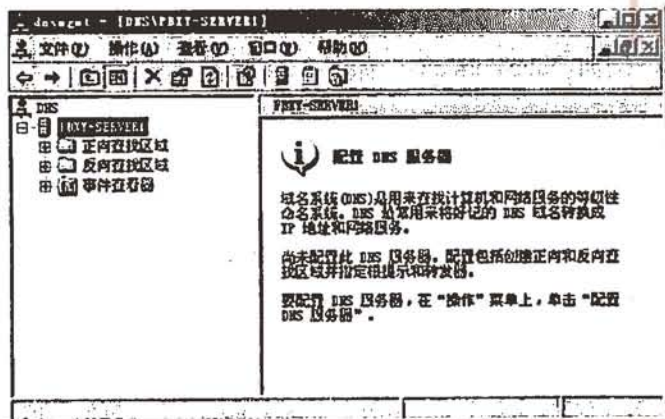 dnsmgmt - [DNS\PBXY-SERVER1]
文件(F) 操作(A) 查看(V) 窗口(W) 帮助(H)
DNS
PBXY-SERVER1
PBXY-SERVER1
正向查找区域
反向查找区域
事件查看器
配置 DNS 服务器
域名系统(DNS)是用来查找计算机和网络服务的等级性
命名系统。DNS 经常用来将好记的 DNS 域名转换成
IP 地址和网络服务。
尚未配置此 DNS 服务器。配置包括创建正向和反向查
找区域并指定根提示和转发器。
要配置 DNS 服务器，在“操作”菜单上，单击“配置
DNS 服务器”.